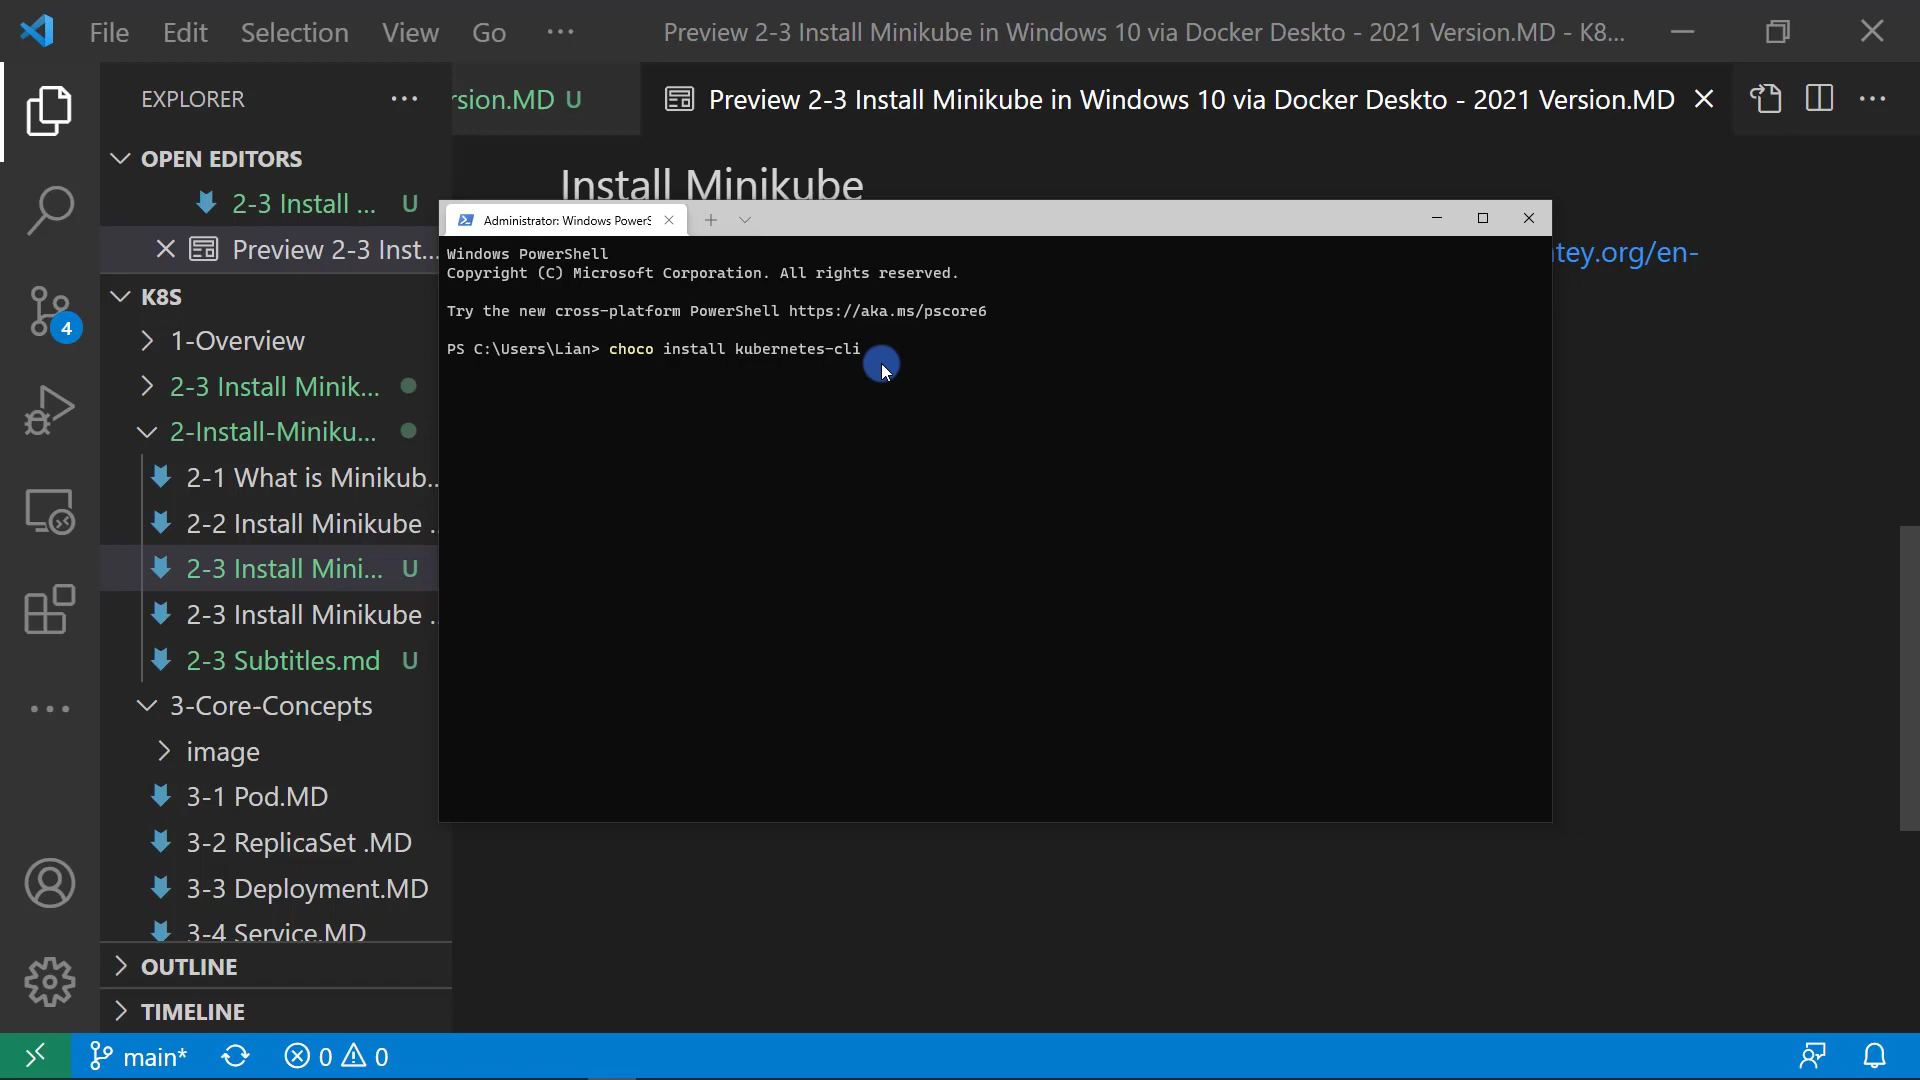 File Edit Selection View Go ···
Preview 2-3 Install Minikube in Windows 10 via Docker Deskto - 2021 Version.MD - K8...
EXPLORER
rsion.MD U
Preview 2-3 Install Minikube in Windows 10 via Docker Deskto - 2021 Version.MD
OPEN EDITORS
2-3 Install ... U
Preview 2-3 Inst...
K8S
1-Overview
2-3 Install Minik...
2-Install-Miniku...
2-1 What is Minikub...
2-2 Install Minikube ...
2-3 Install Mini... U
2-3 Install Minikube ...
2-3 Subtitles.md U
3-Core-Concepts
image
3-1 Pod.MD
3-2 ReplicaSet .MD
3-3 Deployment.MD
3-4 Service.MD
OUTLINE
TIMELINE
4
Install Minikube
tey.org/en-
Administrator: Windows PowerS
Windows PowerShell
Copyright (C) Microsoft Corporation. All rights reserved.
Try the new cross-platform PowerShell https://aka.ms/pscore6
PS C:\Users\Lian> choco install kubernetes-cli
main* 0 0